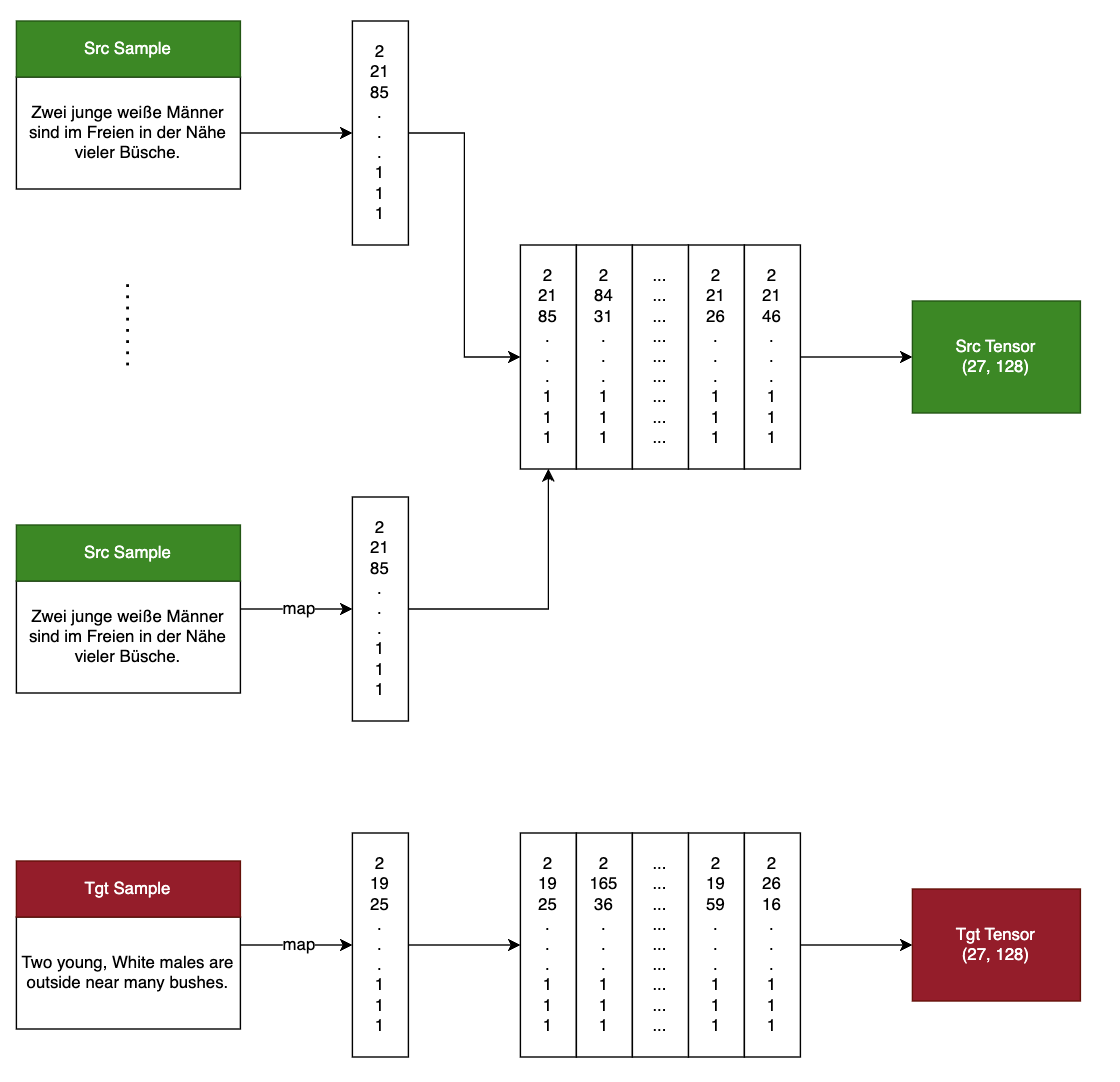 Src Sample
Zwei junge weiße Männer
sind im Freien in der Nähe
vieler Büsche.
2
21
85
.
.
.
1
1
1
2 2 ... 2 2
21 84 ... 21 21
85 31 ... 26 46
. . ... . .
. . ... . .
. . ... . .
1 1 ... 1 1
1 1 ... 1 1
1 1 ... 1 1
Src Tensor
(27, 128)
Src Sample
Zwei junge weiße Männer
sind im Freien in der Nähe
vieler Büsche.
map
2
21
85
.
.
.
1
1
1
Tgt Sample
Two young, White males are
outside near many bushes.
map
2
19
25
.
.
.
1
1
1
2 2 ... 2 2
19 165 ... 19 26
25 36 ... 59 16
. . ... . .
. . ... . .
. . ... . .
1 1 ... 1 1
1 1 ... 1 1
1 1 ... 1 1
Tgt Tensor
(27, 128)